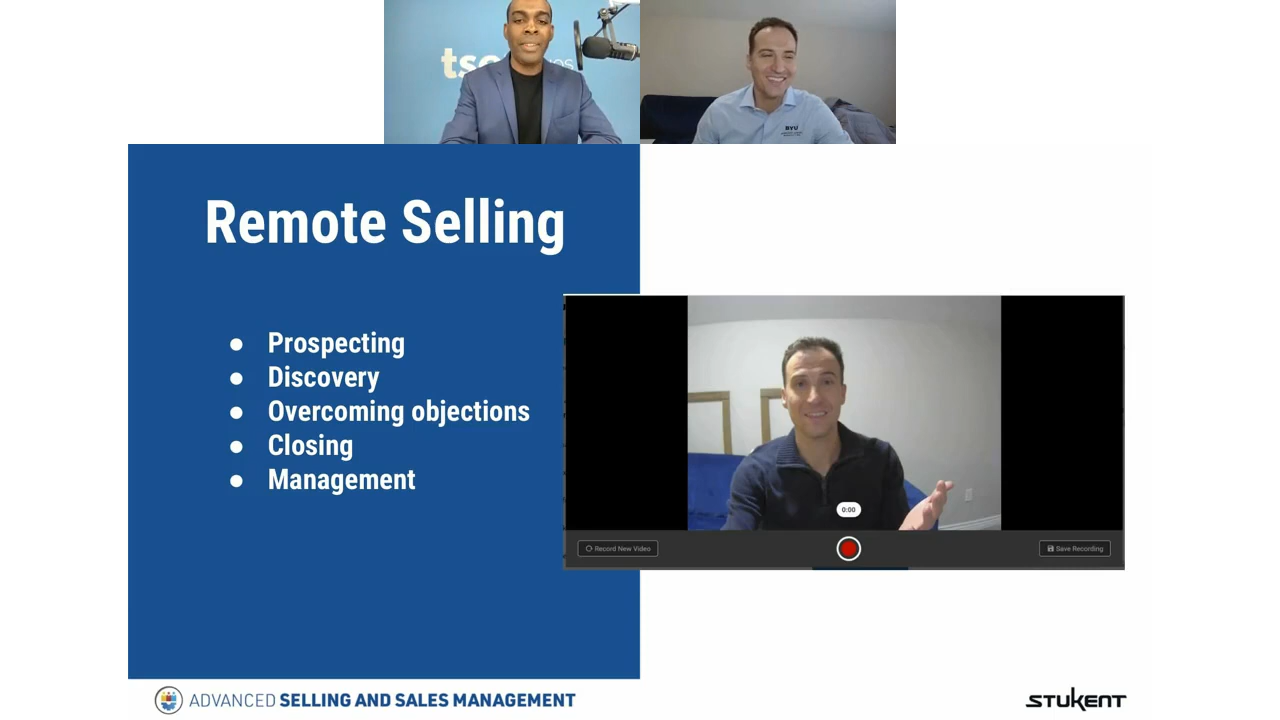 BYU
Remote Selling
● Prospecting
● Discovery
● Overcoming objections
● Closing
● Management
0:00
Record New Video
Save Recording
ADVANCED SELLING AND SALES MANAGEMENT
STUKENT